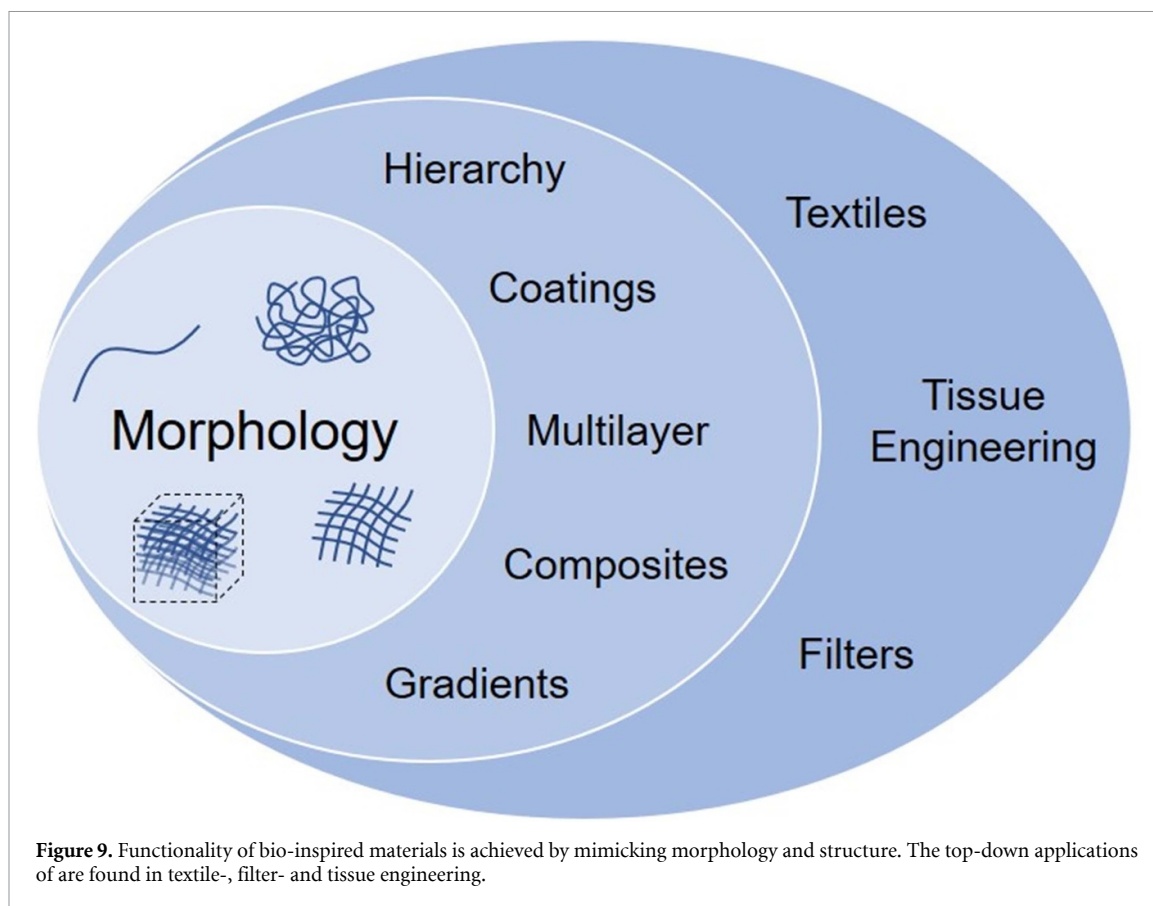 Hierarchy
Textiles
Coatings
Morphology
Multilayer
Tissue
Engineering
Composites
Filters
Gradients
Figure 9. Functionality of bio-inspired materials is achieved by mimicking morphology and structure. The top-down applications
of are found in textile-, filter- and tissue engineering.